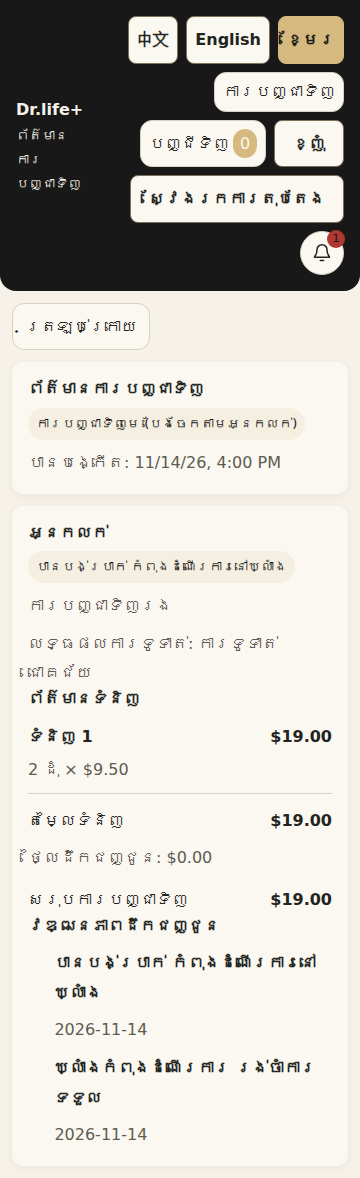 中文
English
ខ្មែរ
Dr.life+
ព័ត៌មាន
ការ
បញ្ជាទិញ
ការបញ្ជាទិញ
បញ្ជីទិញ 0
ខ្ញុំ
ស្វែងរកការតុបតែង
1
ត្រឡប់ក្រោយ
ព័ត៌មានការបញ្ជាទិញ
ការបញ្ជាទិញមេ (បែងចែកតាមអ្នកលក់)
បានបង្កើត: 11/14/26, 4:00 PM
អ្នកលក់
បានបង់ប្រាក់ កំពុងដំណើរការនៅឃ្លាំង
ការបញ្ជាទិញរង
លទ្ធផលការទូទាត់: ការទូទាត់
ជោគជ័យ
ព័ត៌មានទំនិញ
ទំនិញ 1 $19.00
2 ដុំ × $9.50
តម្លៃទំនិញ $19.00
ថ្លៃដឹកជញ្ជូន: $0.00
សរុបការបញ្ជាទិញ $19.00
វឌ្ឍនភាពដឹកជញ្ជូន
បានបង់ប្រាក់ កំពុងដំណើរការនៅ
ឃ្លាំង
2026-11-14
ឃ្លាំងកំពុងដំណើរការ រង់ចាំការ
ទទួល
2026-11-14